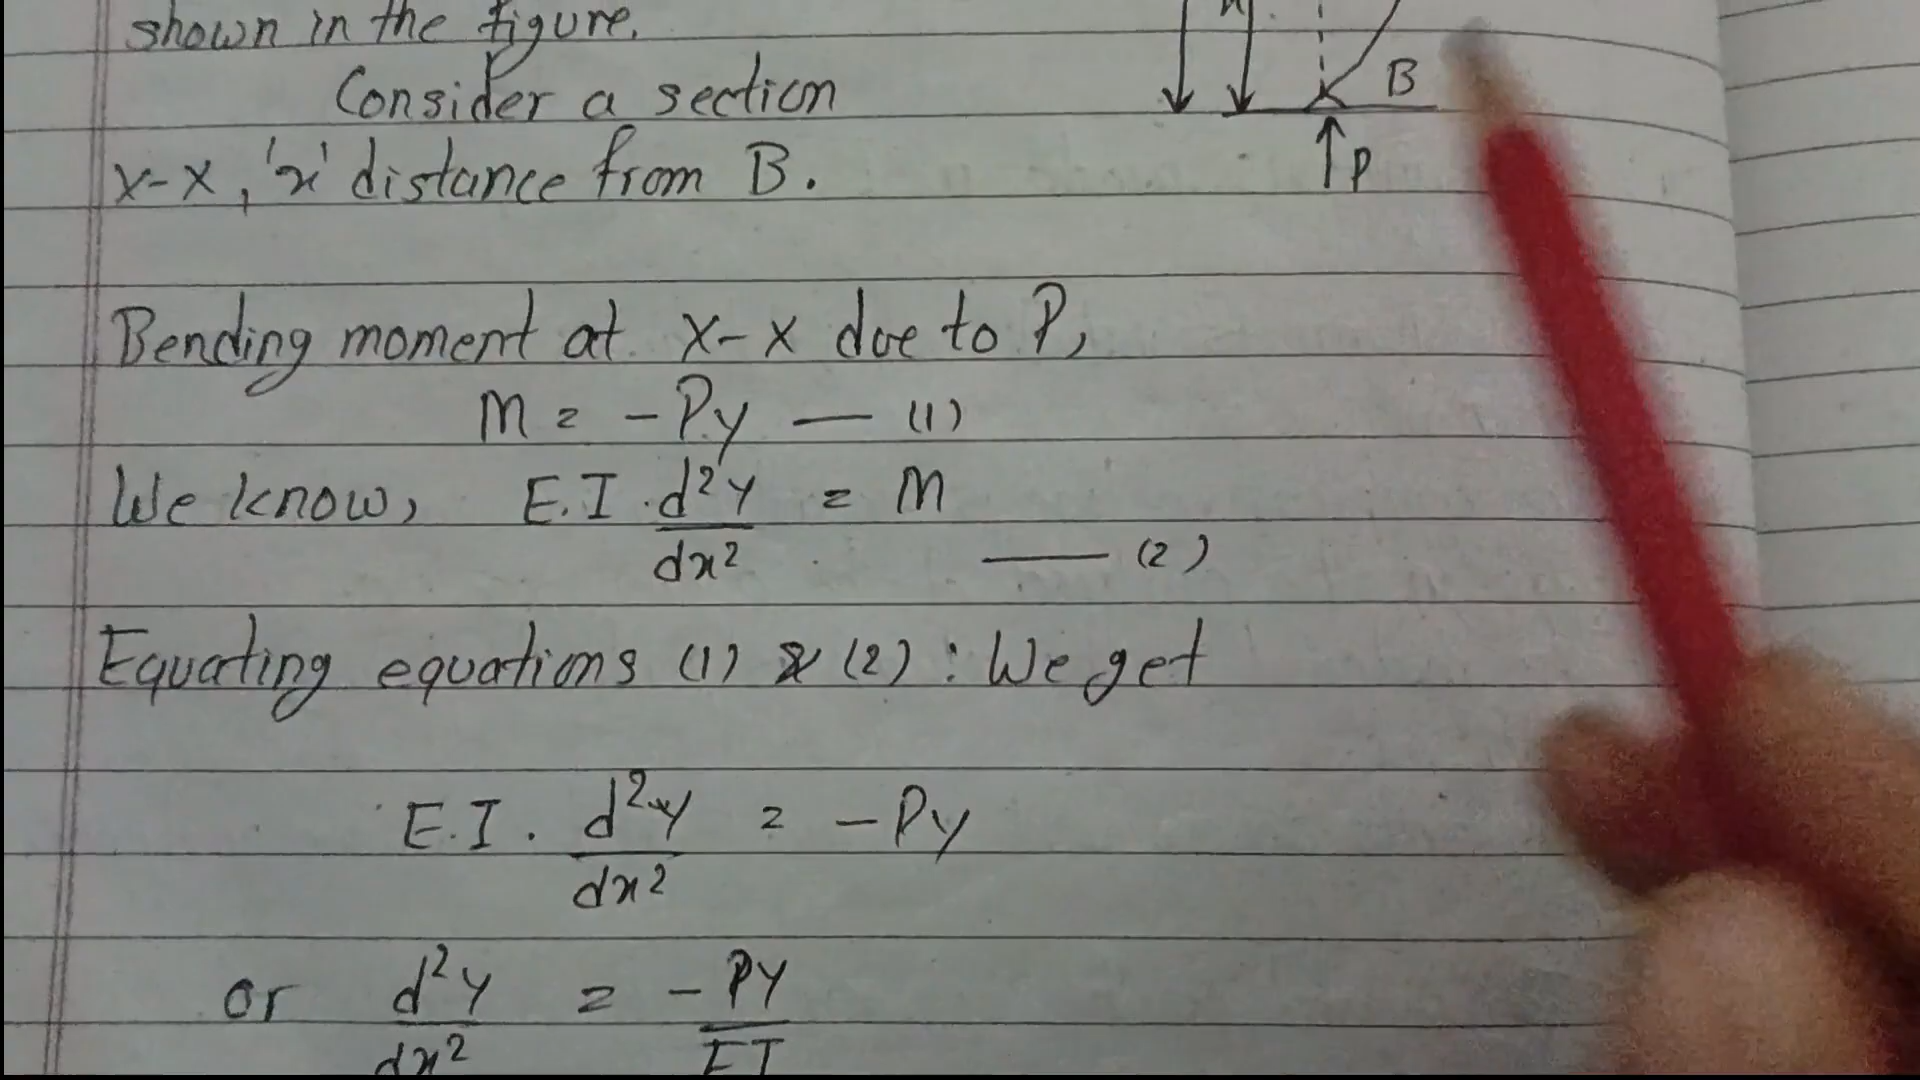 shown in the figure.
Consider a section
x-x, 'x' distance from B.
B
P
Bending moment at x-x due to P,
M = -Py — (1)
We know, E.I. d²y/dx² = M — (2)
Equating equations (1) & (2) : We get
E.I. d²y/dx² = -Py
or d²y/dx² = -Py/EI